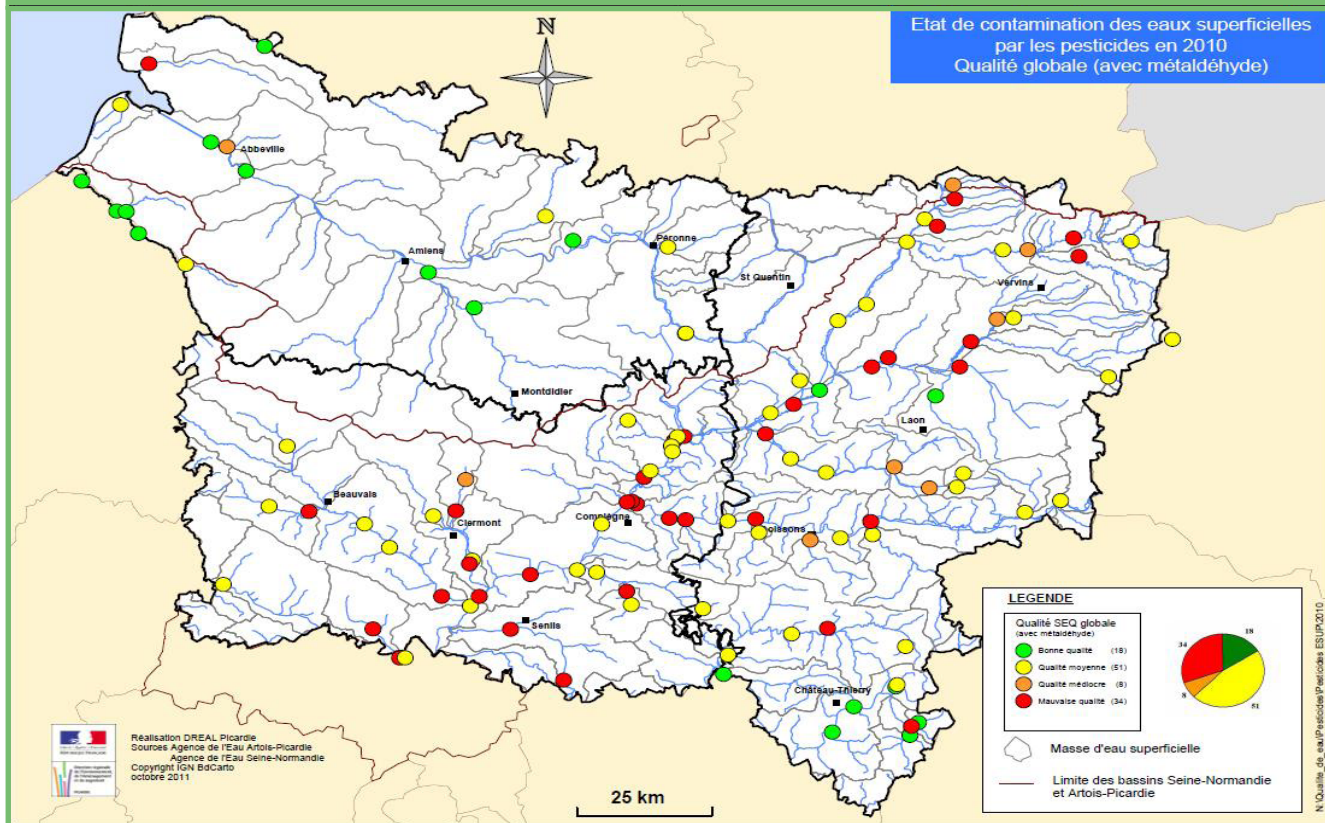 Etat de contamination des eaux superficielles
par les pesticides en 2010
Qualité globale (avec métaldéhyde)
N
Abbeville
Amiens
Péronne
St Quentin
Vervins
Montdidier
Laon
Beauvais
Clermont
Compiègne
Soissons
Senlis
Château-Thierry
LEGENDE
Qualité SEQ globale
(avec métaldéhyde)
Bonne qualité (18)
Qualité moyenne (51)
Qualité médiocre (8)
Mauvaise qualité (34)
34
18
8
51
Masse d'eau superficielle
Limite des bassins Seine-Normandie
et Artois-Picardie
Réalisation DREAL Picardie
Sources Agence de l'Eau Artois-Picardie
Agence de l'Eau Seine-Normandie
Copyright IGN BdCarto
octobre 2011
25 km
N:\Qualite_de_eau\Pesticides\Pesticides ESUP\2010